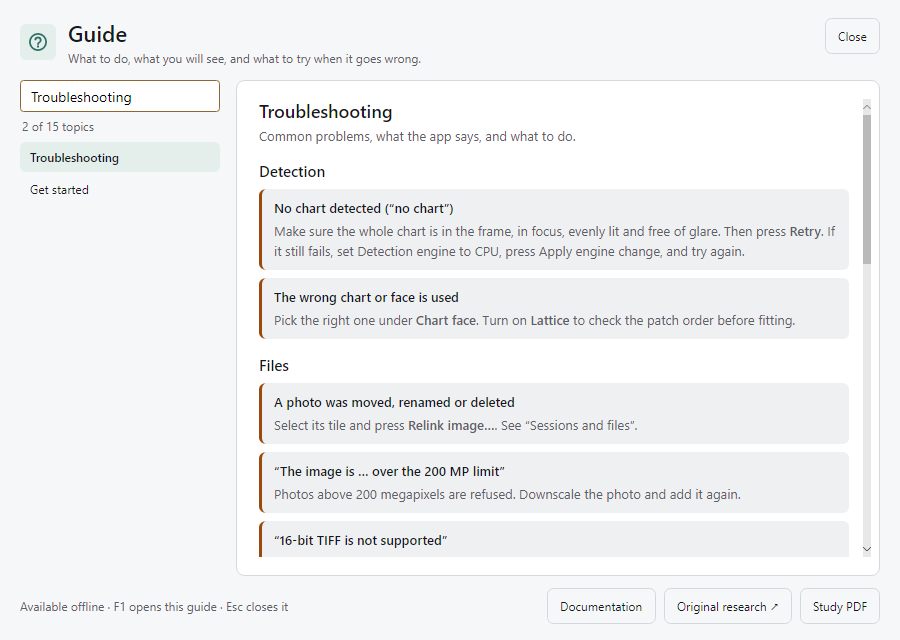 Guide
What to do, what you will see, and what to try when it goes wrong.
Close
Troubleshooting
2 of 15 topics
Troubleshooting
Get started
Troubleshooting
Common problems, what the app says, and what to do.
Detection
No chart detected (“no chart”)
Make sure the whole chart is in the frame, in focus, evenly lit and free of glare. Then press Retry. If
it still fails, set Detection engine to CPU, press Apply engine change, and try again.
The wrong chart or face is used
Pick the right one under Chart face. Turn on Lattice to check the patch order before fitting.
Files
A photo was moved, renamed or deleted
Select its tile and press Relink image.... See “Sessions and files”.
“The image is ... over the 200 MP limit”
Photos above 200 megapixels are refused. Downscale the photo and add it again.
“16-bit TIFF is not supported”
Available offline · F1 opens this guide · Esc closes it
Documentation
Original research ↗
Study PDF